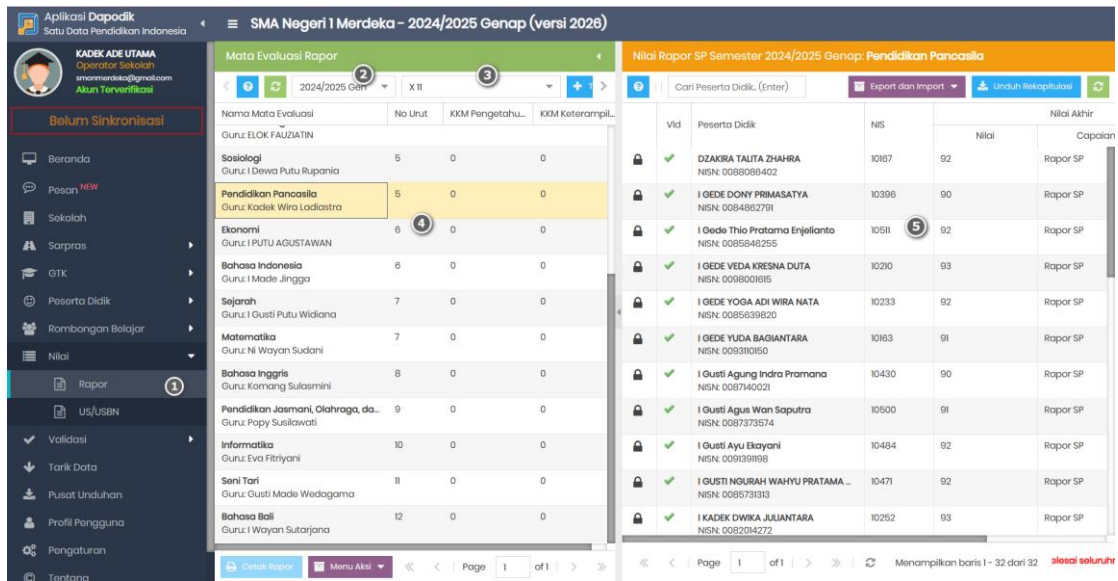 Aplikasi Dapodik
Satu Data Pendidikan Indonesia
SMA Negeri 1 Merdeka - 2024/2025 Genap (versi 2026)
KADEK ADE UTAMA
Operator Sekolah
smanmerdeka@gmail.com
Akun Terverifikasi
Belum Sinkronisasi
Beranda
Pesan NEW
Sekolah
Sarpras
GTK
Peserta Didik
Rombongan Belajar
Nilai
Rapor 1
US/USBN
Validasi
Tarik Data
Pusat Unduhan
Profil Pengguna
Pengaturan
Tentang
Mata Evaluasi Rapor
2024/2025 Gen 2 X 11 3
Nama Mata Evaluasi No Urut KKM Pengetahu... KKM Keterampil...
Guru: ELOK FAUZIATIN
Sosiologi 5 0 0
Guru: I Dewa Putu Rupania
Pendidikan Pancasila 5 0 0
Guru: Kadek Wira Ladiastra
4
Ekonomi 6 0 0
Guru: I PUTU AGUSTAWAN
Bahasa Indonesia 6 0 0
Guru: I Made Jingga
Sejarah 7 0 0
Guru: I Gusti Putu Widiana
Matematika 7 0 0
Guru: Ni Wayan Sudani
Bahasa Inggris 8 0 0
Guru: Komang Sulasmini
Pendidikan Jasmani, Olahraga, da... 9 0 0
Guru: Popy Susilawati
Informatika 10 0 0
Guru: Eva Fitriyani
Seni Tari 11 0 0
Guru: Gusti Made Wedagama
Bahasa Bali 12 0 0
Guru: I Wayan Sutarjana
Cetak Rapor Menu Aksi Page 1 of 1
Nilai Rapor SP Semester 2024/2025 Genap: Pendidikan Pancasila
Cari Peserta Didik.. (Enter) Export dan Import Unduh Rekapitulasi
Vld Peserta Didik NIS Nilai Akhir
Nilai Capaian
DZAKIRA TALITA ZHAHRA 10167 92 Rapor SP
NISN: 0088086402
I GEDE DONY PRIMASATYA 10396 90 Rapor SP
NISN: 0084862791
I Gede Thio Pratama Enjelianto 10511 5 92 Rapor SP
NISN: 0085846255
I GEDE VEDA KRESNA DUTA 10210 93 Rapor SP
NISN: 0098001615
I GEDE YOGA ADI WIRA NATA 10233 92 Rapor SP
NISN: 0085639820
I GEDE YUDA BAGIANTARA 10163 91 Rapor SP
NISN: 0093110150
I Gusti Agung Indra Pramana 10430 90 Rapor SP
NISN: 0087140021
I Gusti Agus Wan Saputra 10500 91 Rapor SP
NISN: 0087373574
I Gusti Ayu Ekayani 10484 92 Rapor SP
NISN: 0091391198
I GUSTI NGURAH WAHYU PRATAMA ... 10471 92 Rapor SP
NISN: 0085731313
I KADEK DWIKA JULIANTARA 10252 93 Rapor SP
NISN: 0082014272
Page 1 of 1 Menampilkan baris 1 - 32 dari 32